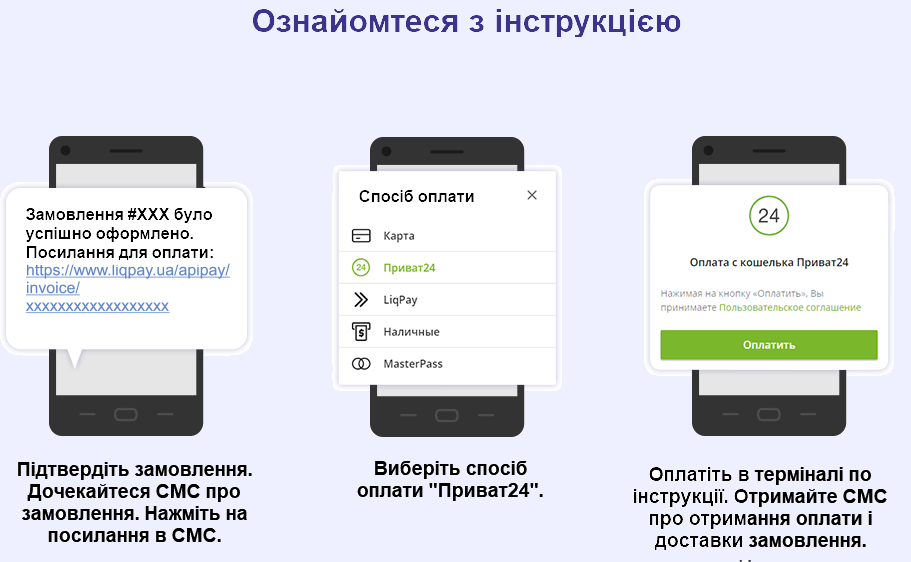 Ознайомтеся з інструкцією
Замовлення #XXX було
успішно оформлено.
Посилання для оплати:
https://www.liqpay.ua/apipay/
invoice/
xxxxxxxxxxxxxxxxxx
Підтвердіть замовлення.
Дочекайтеся СМС про
замовлення. Нажміть на
посилання в СМС.
Спосіб оплати ×
Карта
24 Приват24
LiqPay
$ Наличные
MasterPass
Виберіть спосіб
оплати "Приват24".
24
Оплата с кошелька Приват24
Нажимая на кнопку «Оплатить», Вы
принимаете Пользовательское соглашение
Оплатить
Оплатіть в терміналі по
інструкції. Отримайте СМС
про отримання оплати і
доставки замовлення.